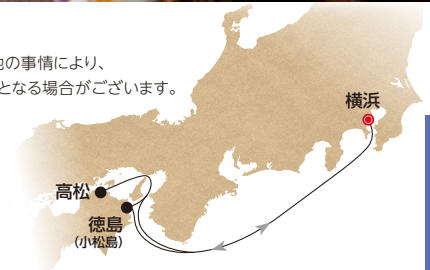 の事情により、
となる場合がございます。
横浜
高松
徳島
(小松島)